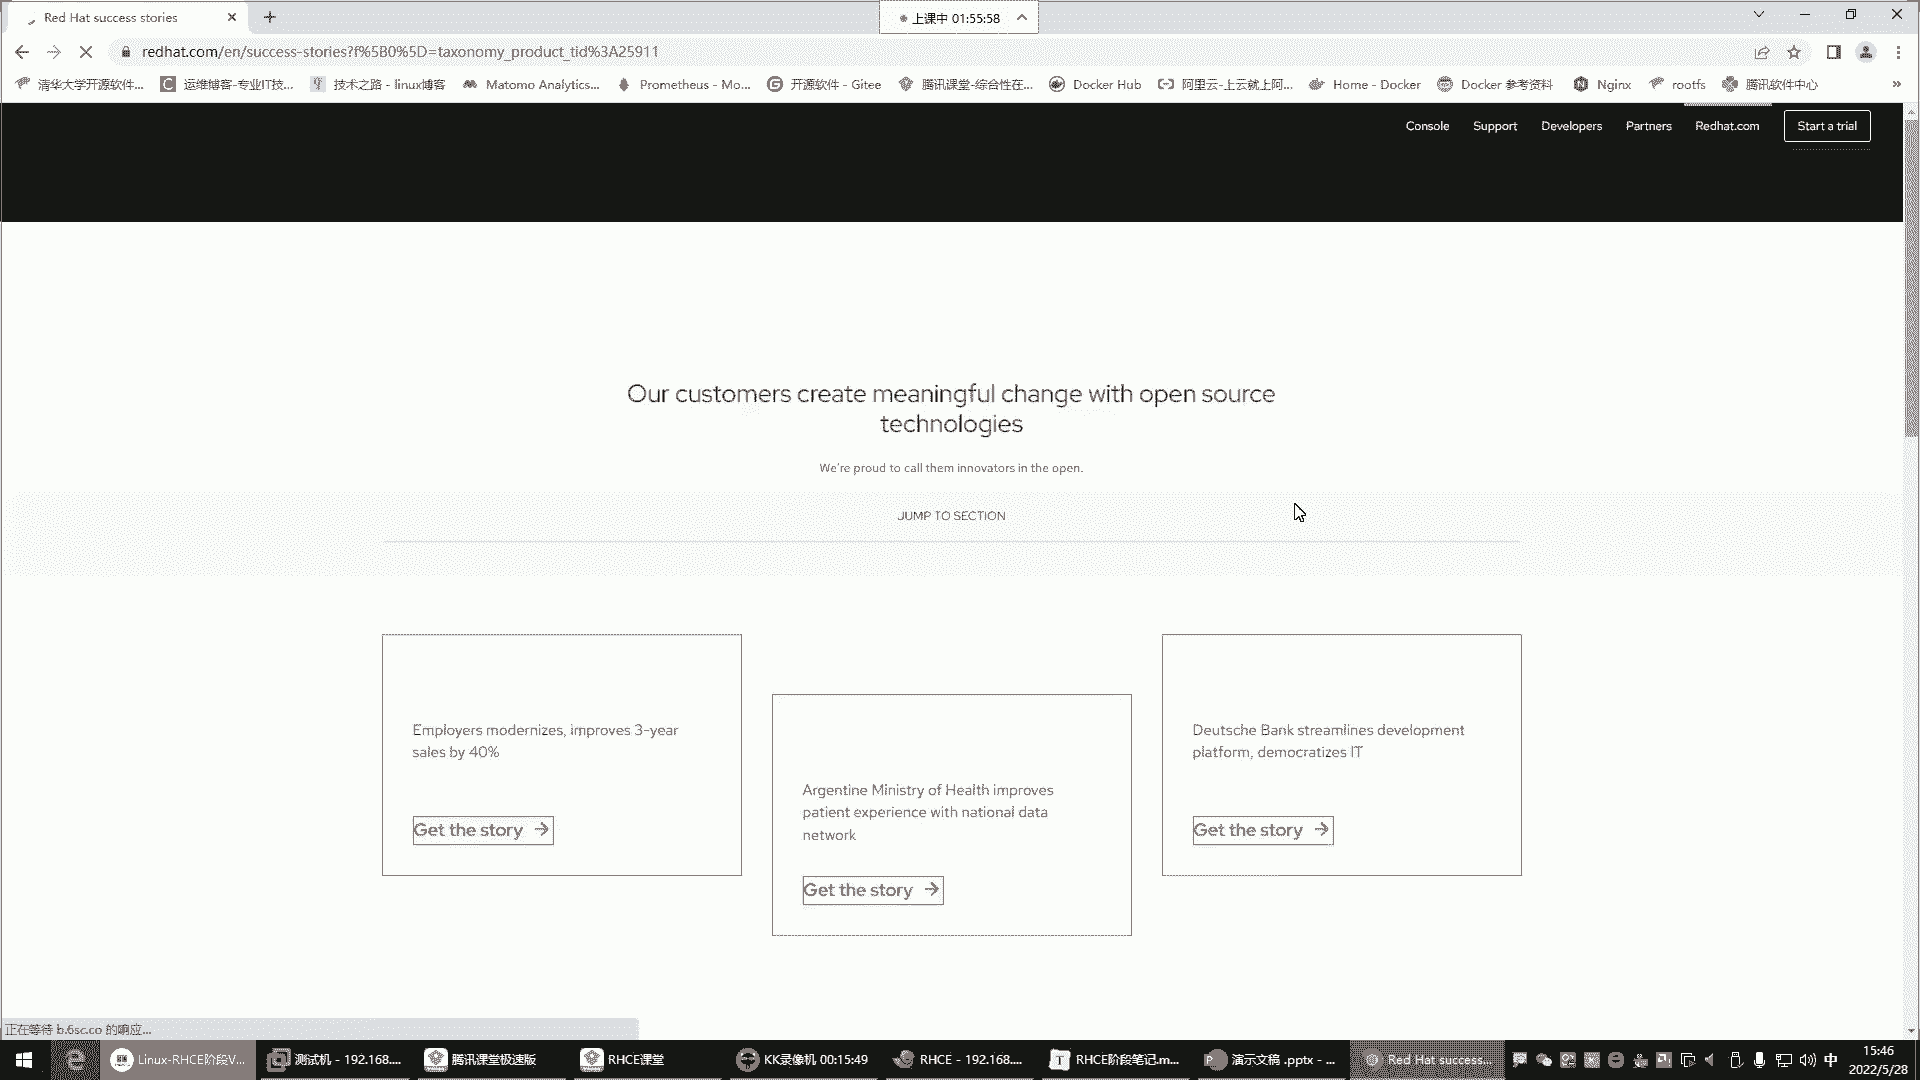 Red Hat success stories
上课中 01:55:58
redhat.com/en/success-stories?f%5B0%5D=taxonomy_product_tid%3A25911
清华大学开源软件...
运维博客-专业IT技...
技术之路 - linux博客
Matomo Analytics...
Prometheus - Mo...
开源软件 - Gitee
腾讯课堂-综合性在...
Docker Hub
阿里云-上云就上阿...
Home - Docker
Docker 参考资料
Nginx
rootfs
腾讯软件中心
Console
Support
Developers
Partners
Redhat.com
Start a trial
Our customers create meaningful change with open source
technologies
We're proud to call them innovators in the open.
JUMP TO SECTION
Employers modernizes, improves 3-year
sales by 40%
Get the story
Argentine Ministry of Health improves
patient experience with national data
network
Get the story
Deutsche Bank streamlines development
platform, democratizes IT
Get the story
正在等待 b.6sc.co 的响应...
Linux-RHCE阶段V...
测试机 - 192.168....
腾讯课堂极速版
RHCE课堂
KK录像机 00:15:49
RHCE - 192.168....
RHCE阶段笔记.m...
演示文稿 .pptx - ...
Red Hat success...
中
15:46
2022/5/28